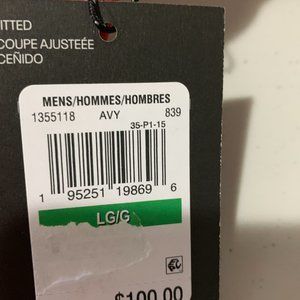 ITTED
COUPE AJUSTEÉE
CEÑIDO
MENS/HOMMES/HOMBRES
1355118 AVY 839
35-P1-15
1 95251 19869 6
LG/G
$100.00